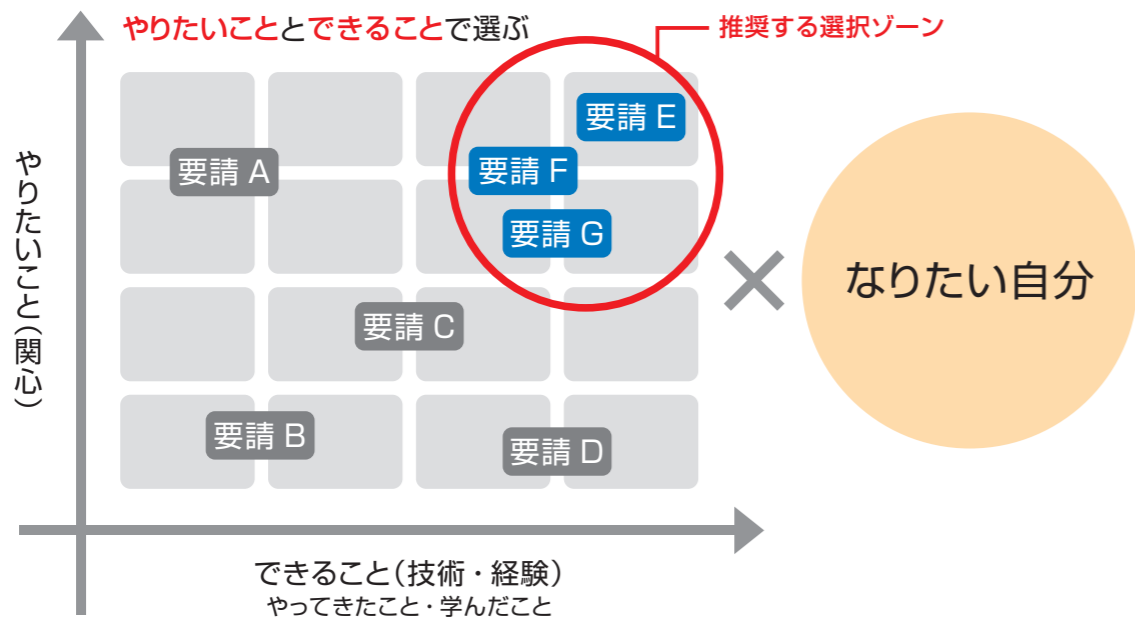 やりたいこととできることで選ぶ
推奨する選択ゾーン
要請 E
要請 A
要請 F
要請 G
やりたいこと(関心)
×
なりたい自分
要請 C
要請 B
要請 D
できること(技術・経験)
やってきたこと・学んだこと